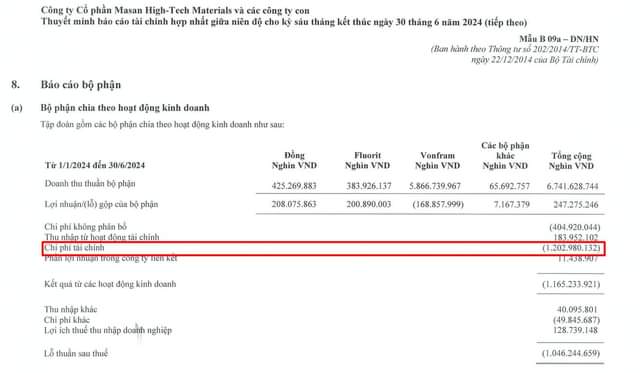 Công ty Cổ phần Masan High-Tech Materials và các công ty con
Thuyết minh báo cáo tài chính hợp nhất giữa niên độ cho kỳ sáu tháng kết thúc ngày 30 tháng 6 năm 2024 (tiếp theo)
Mẫu B 09a – DN/HN
(Ban hành theo Thông tư số 202/2014/TT-BTC
ngày 22/12/2014 của Bộ Tài chính)
8. Báo cáo bộ phận
(a) Bộ phận chia theo hoạt động kinh doanh
Tập đoàn gồm các bộ phận chia theo hoạt động kinh doanh như sau:
Từ 1/1/2024 đến 30/6/2024 Đồng Nghìn VND Fluorit Nghìn VND Vonfram Nghìn VND Các bộ phận khác Nghìn VND Tổng cộng Nghìn VND
Doanh thu thuần bộ phận 425.269.883 383.926.137 5.866.739.967 65.692.757 6.741.628.744
Lợi nhuận/(lỗ) gộp của bộ phận 208.075.863 200.890.003 (168.857.999) 7.167.379 247.275.246
Chi phí không phân bổ (404.920.044)
Thu nhập từ hoạt động tài chính 183.952.102
Chi phí tài chính (1.202.980.132)
Phần lợi nhuận trong công ty liên kết 11.438.907
Kết quả từ các hoạt động kinh doanh (1.165.233.921)
Thu nhập khác 40.095.801
Chi phí khác (49.845.687)
Lợi ích thuế thu nhập doanh nghiệp 128.739.148
Lỗ thuần sau thuế (1.046.244.659)